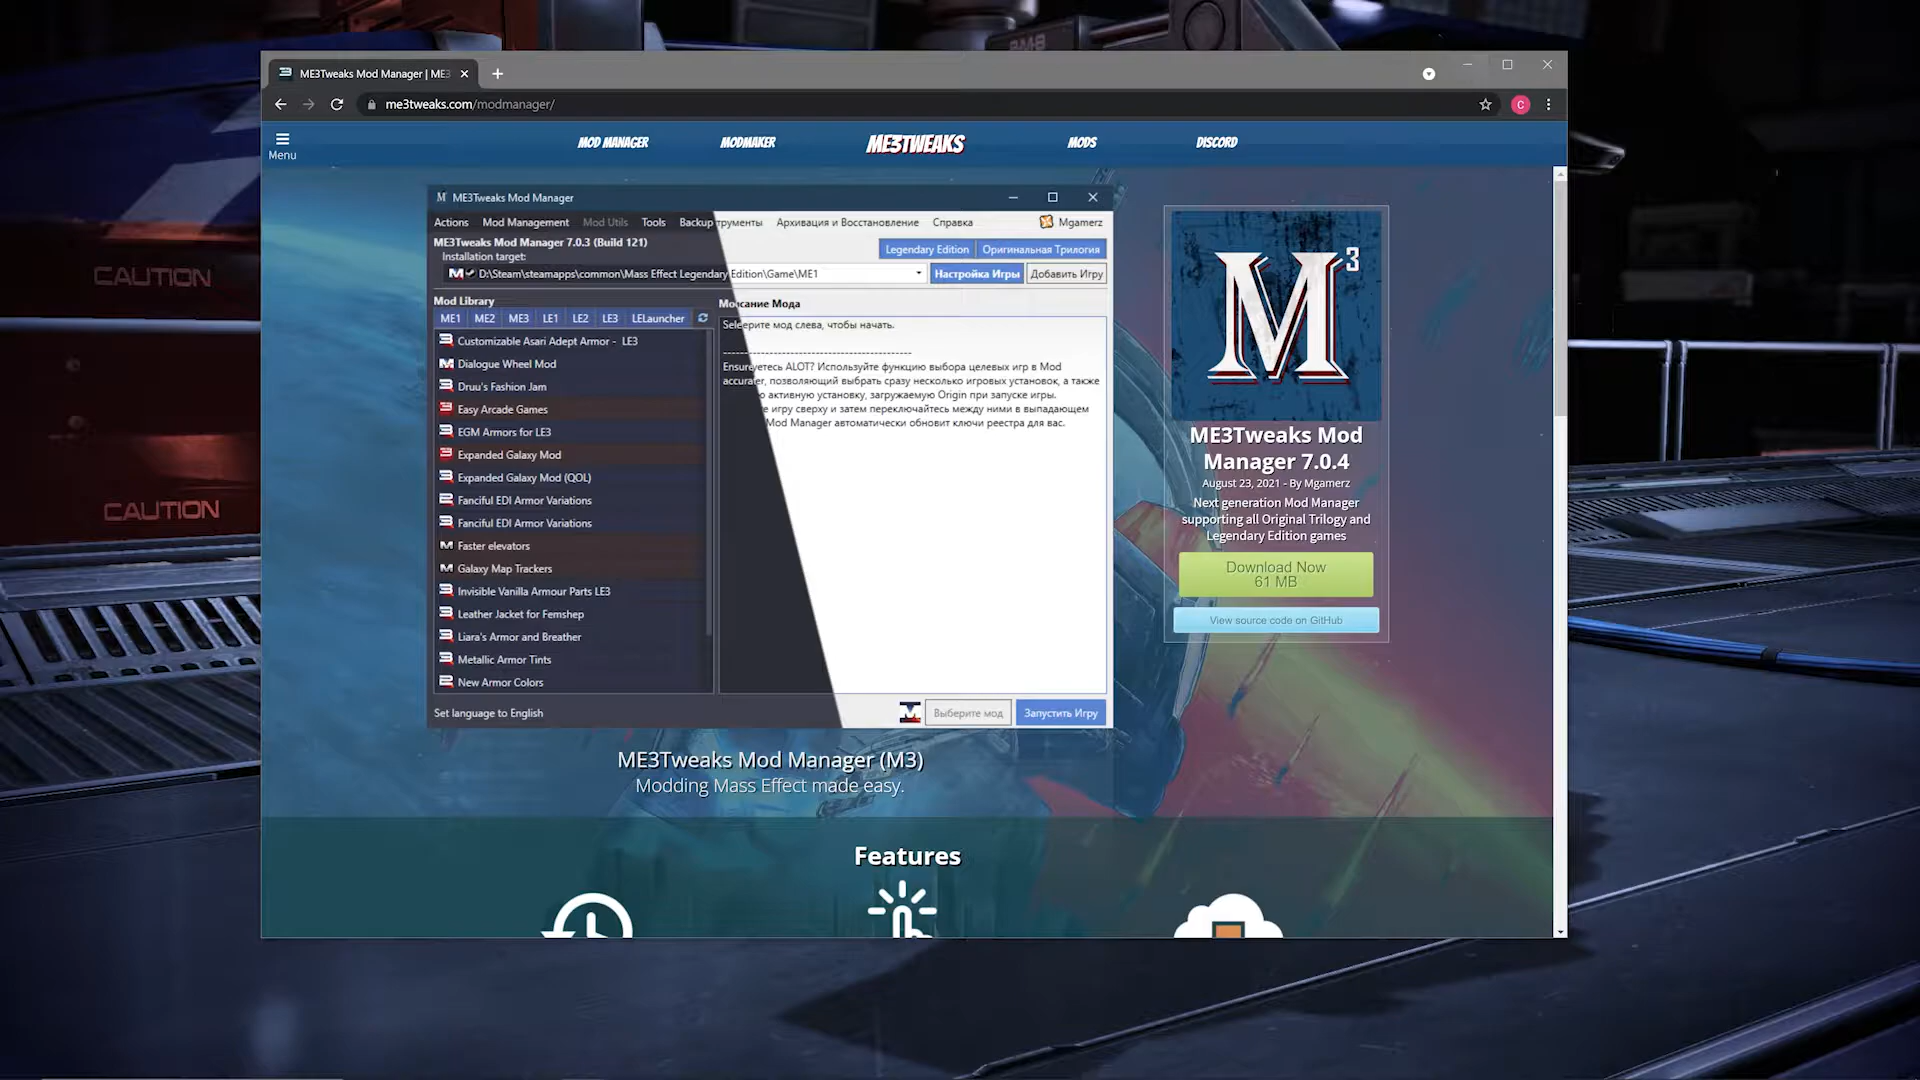 CAUTION
CAUTION
ME3Tweaks Mod Manager | ME3
me3tweaks.com/modmanager/
C
Menu
MOD MANAGER
MODMAKER
ME3TWEAKS
MODS
DISCORD
ME3Tweaks Mod Manager
Actions Mod Management Mod Utils Tools Backup трументы Архивация и Восстановление Справка Mgamerz
ME3Tweaks Mod Manager 7.0.3 (Build 121)
Legendary Edition Оригинальная Трилогия
Installation target:
D:\Steam\steamapps\common\Mass Effect Legendary Edition\Game\ME1
Настройка Игры Добавить Игру
Mod Library
ME1 ME2 ME3 LE1 LE2 LE3 LELauncher
Customizable Asari Adept Armor - LE3
Dialogue Wheel Mod
Druu's Fashion Jam
Easy Arcade Games
EGM Armors for LE3
Expanded Galaxy Mod
Expanded Galaxy Mod (QOL)
Fanciful EDI Armor Variations
Fanciful EDI Armor Variations
Faster elevators
Galaxy Map Trackers
Invisible Vanilla Armour Parts LE3
Leather Jacket for Femshep
Liara's Armor and Breather
Metallic Armor Tints
New Armor Colors
Set language to English
исание Мода
ерите мод слева, чтобы начать.
етесь ALOT? Используйте функцию выбора целевых игр в Mod
r, позволяющий выбрать сразу несколько игровых установок, а также
ю активную установку, загружаемую Origin при запуске игры.
е игру сверху и затем переключайтесь между ними в выпадающем
Mod Manager автоматически обновит ключи реестра для вас.
Выберите мод Запустить Игру
M3
ME3Tweaks Mod
Manager 7.0.4
August 23, 2021 - By Mgamerz
Next generation Mod Manager
supporting all Original Trilogy and
Legendary Edition games
Download Now
61 MB
View source code on GitHub
ME3Tweaks Mod Manager (M3)
Modding Mass Effect made easy.
Features